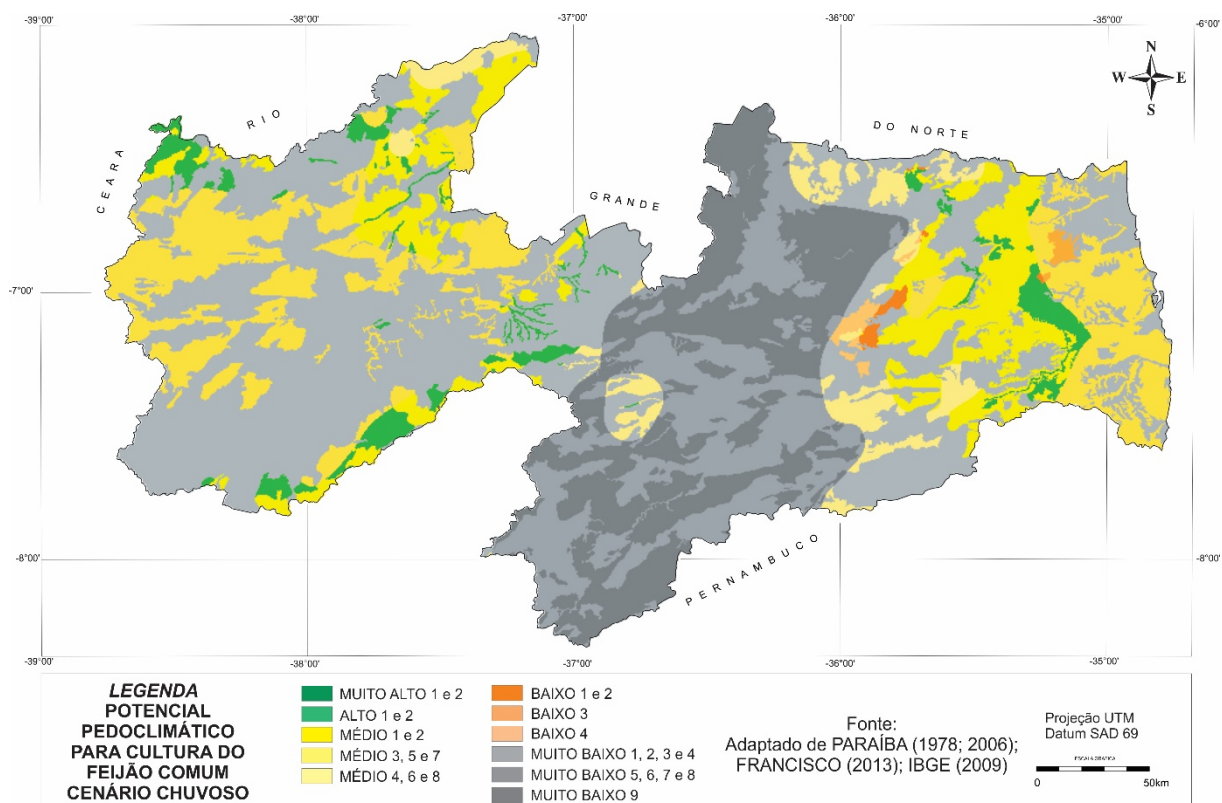 -39°00'
-38°00'
-37°00'
-36°00'
-35°00'
-6°00'
N
W E
S
RIO
DO NORTE
CEARA
GRANDE
-7°00'
-7°00'
PERNAMBUCO
-8°00'
-8°00'
-39°00'
-38°00'
-37°00'
-36°00'
-35°00'
LEGENDA
POTENCIAL
PEDOCLIMÁTICO
PARA CULTURA DO
FEIJÃO COMUM
CENÁRIO CHUVOSO
MUITO ALTO 1 e 2
ALTO 1 e 2
MÉDIO 1 e 2
MÉDIO 3, 5 e 7
MÉDIO 4, 6 e 8
BAIXO 1 e 2
BAIXO 3
BAIXO 4
MUITO BAIXO 1, 2, 3 e 4
MUITO BAIXO 5, 6, 7 e 8
MUITO BAIXO 9
Fonte:
Adaptado de PARAÍBA (1978; 2006);
FRANCISCO (2013); IBGE (2009)
Projeção UTM
Datum SAD 69
ESCALA GRÁFICA
0 50km